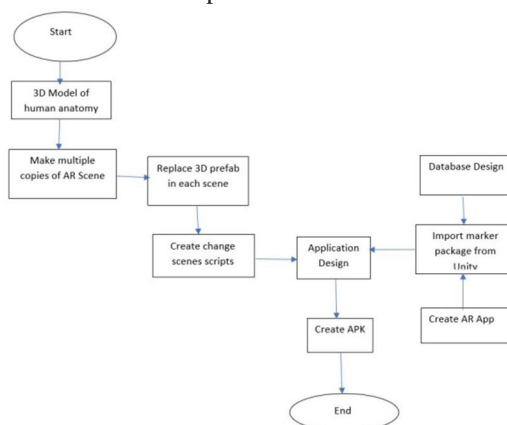 Start
3D Model of
human anatomy
Make multiple
copies of AR Scene
Replace 3D prefab
in each scene
Create change
scenes scripts
Application
Design
Database Design
Import marker
package from
Unity
Create AR App
Create APK
End